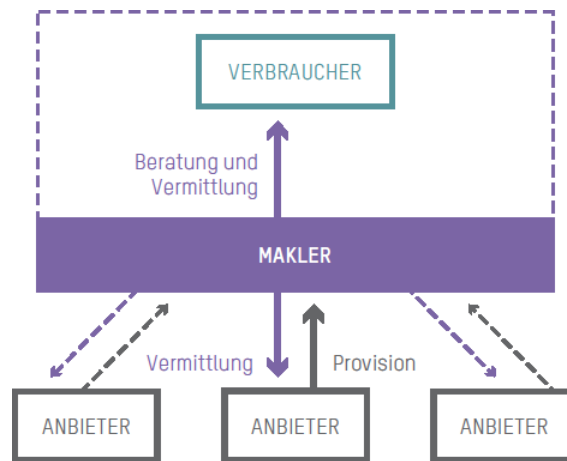 VERBRAUCHER
Beratung und
Vermittlung
MAKLER
Vermittlung
Provision
ANBIETER
ANBIETER
ANBIETER